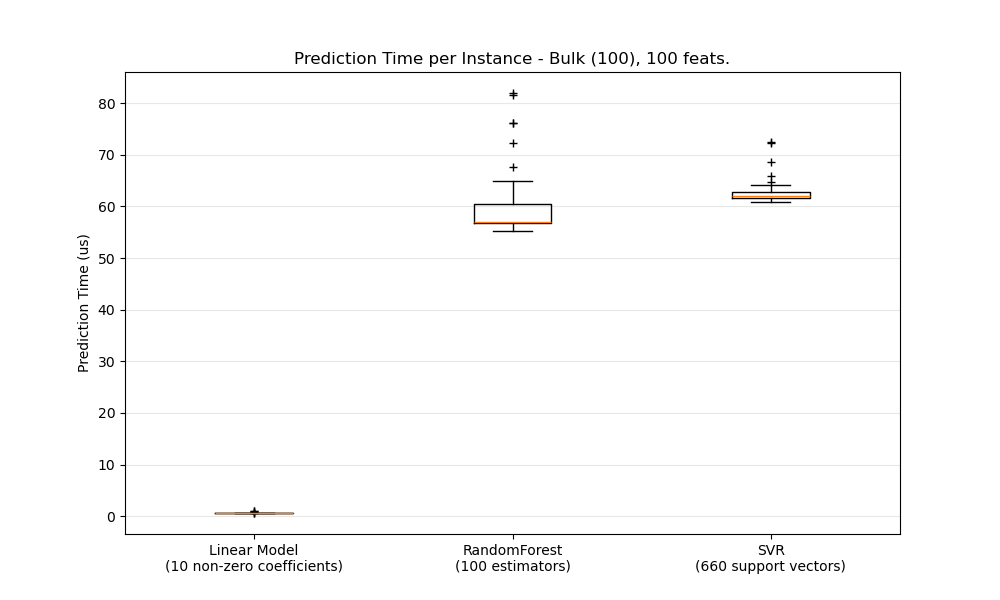 Prediction Time per Instance - Bulk (100), 100 feats.
Prediction Time (us)
80
70
60
50
40
30
20
10
0
Linear Model
(10 non-zero coefficients)
RandomForest
(100 estimators)
SVR
(660 support vectors)